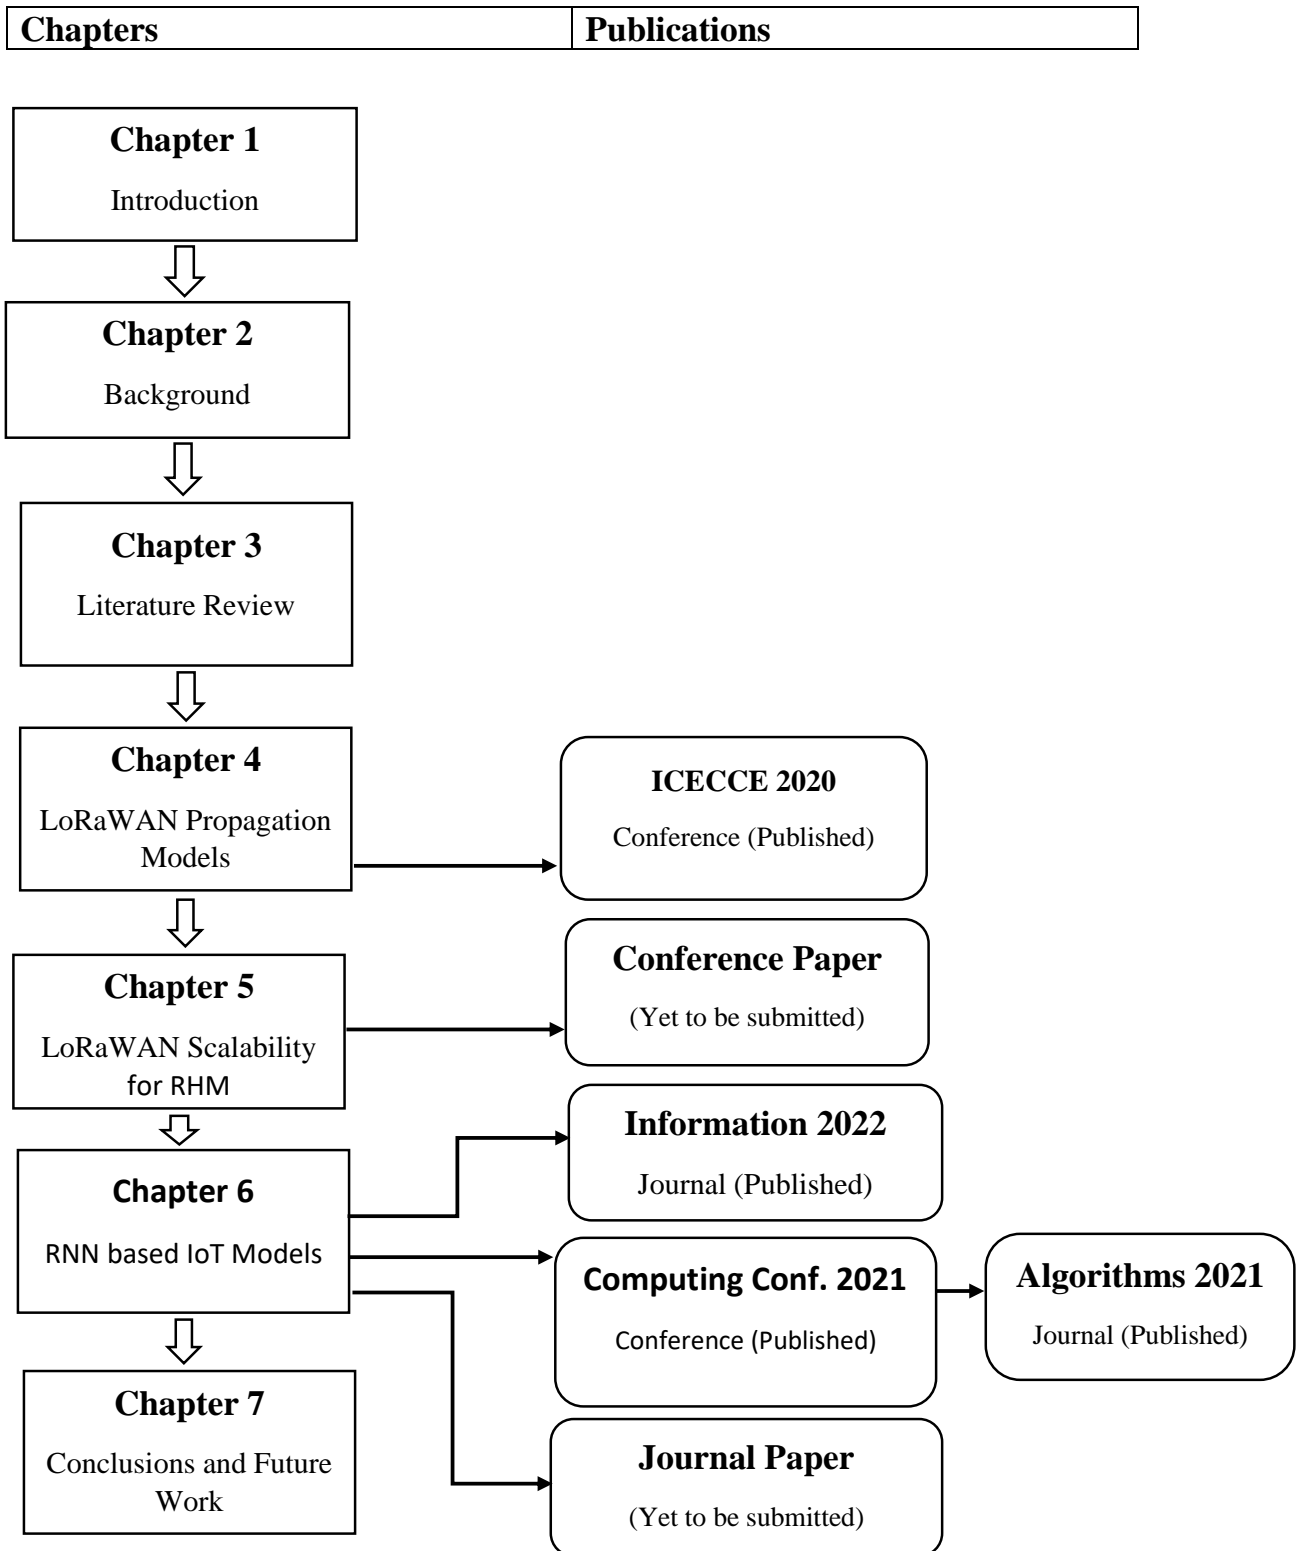 Chapters
Publications
Chapter 1
Introduction
Chapter 2
Background
Chapter 3
Literature Review
Chapter 4
LoRaWAN Propagation
Models
ICECCE 2020
Conference (Published)
Chapter 5
LoRaWAN Scalability
for RHM
Conference Paper
(Yet to be submitted)
Chapter 6
RNN based IoT Models
Information 2022
Journal (Published)
Computing Conf. 2021
Conference (Published)
Algorithms 2021
Journal (Published)
Journal Paper
(Yet to be submitted)
Chapter 7
Conclusions and Future
Work